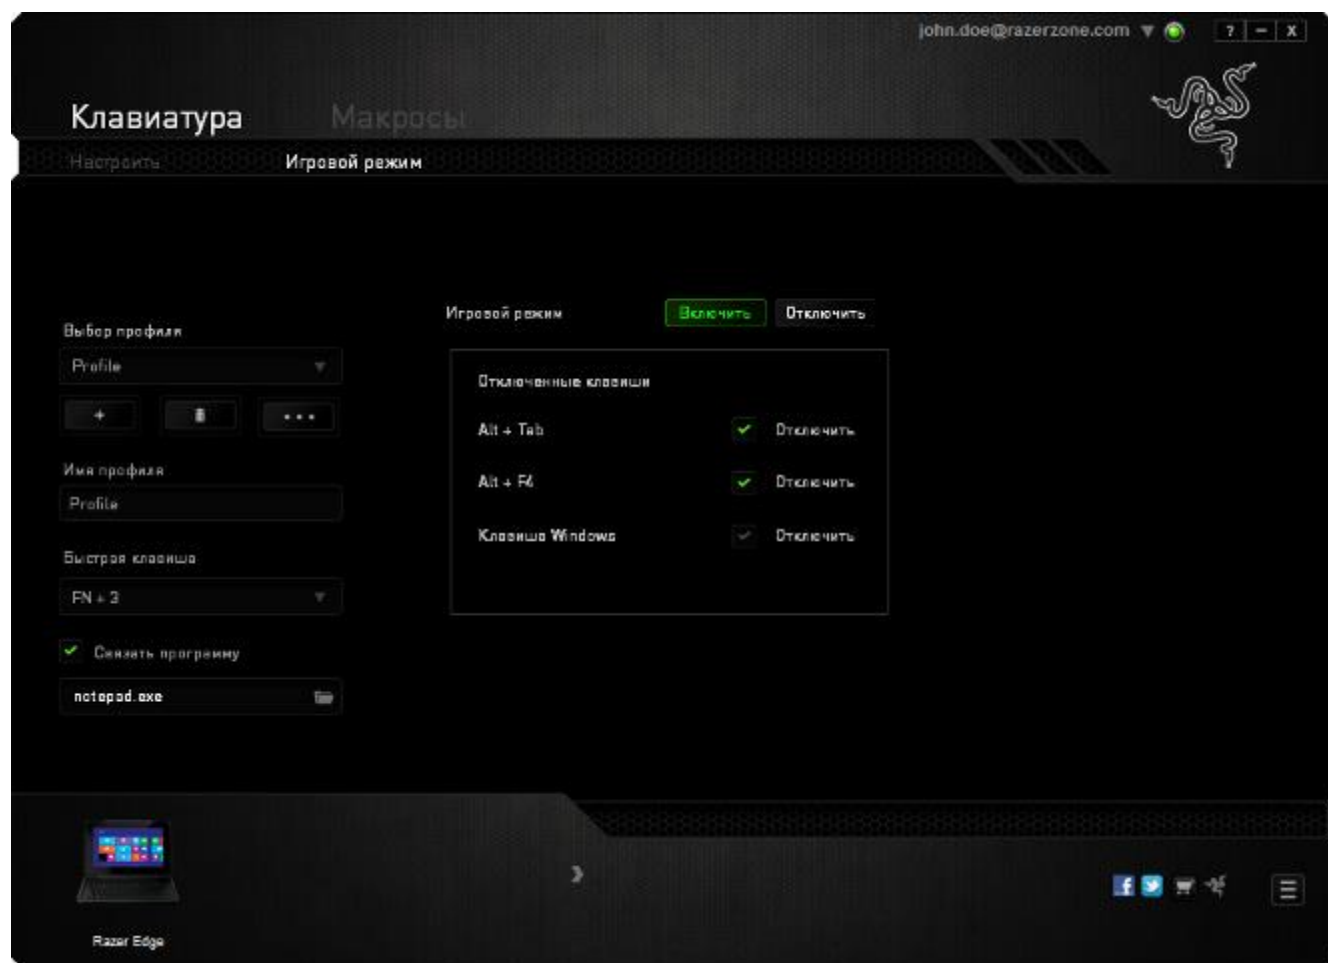 john.doe@razerzone.com
? – X
Клавиатура Макросы
Настроить Игровой режим
Игровой режим Включить Отключить
Выбор профиля
Profile
Отключенные клавиши
+ •••
Alt + Tab Отключить
Имя профиля
Alt + F4 Отключить
Profile
Клавиша Windows Отключить
Быстрая клавиша
FN + 3
Связать программу
notepad.exe
Razer Edge